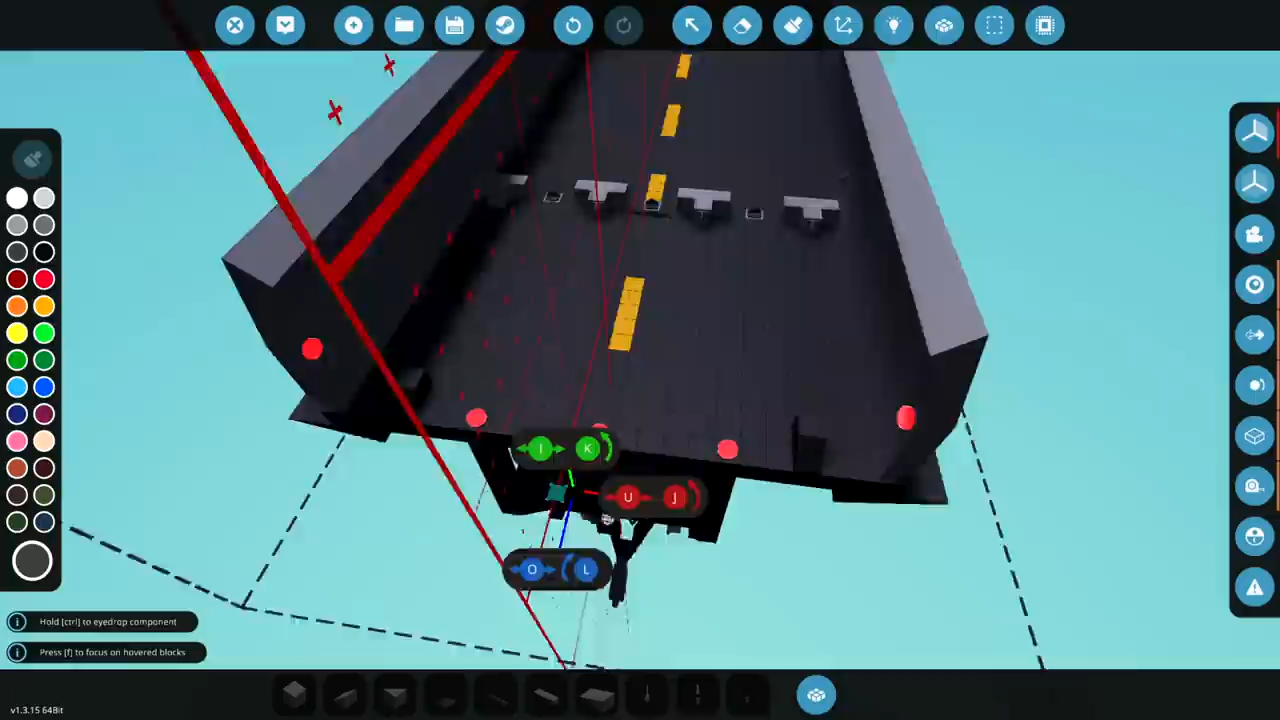 I K
U J
O L
Hold [ctrl] to eyedrop component
Press [f] to focus on hovered blocks
v1.3.15 64Bit